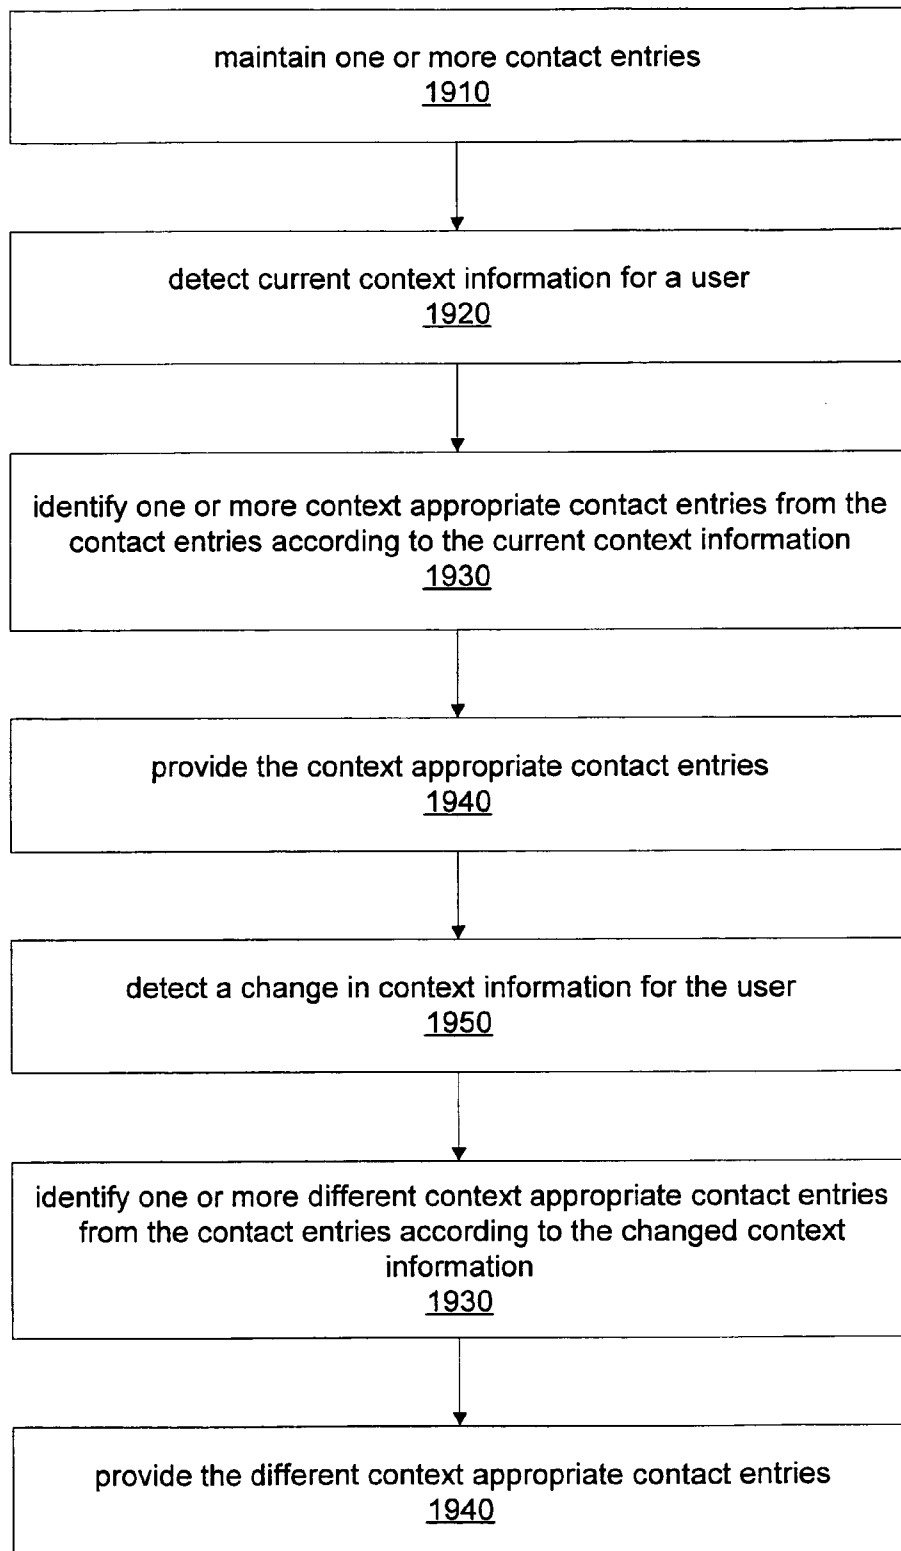 maintain one or more contact entries
1910
detect current context information for a user
1920
identify one or more context appropriate contact entries from the
contact entries according to the current context information
1930
provide the context appropriate contact entries
1940
detect a change in context information for the user
1950
identify one or more different context appropriate contact entries
from the contact entries according to the changed context
information
1930
provide the different context appropriate contact entries
1940